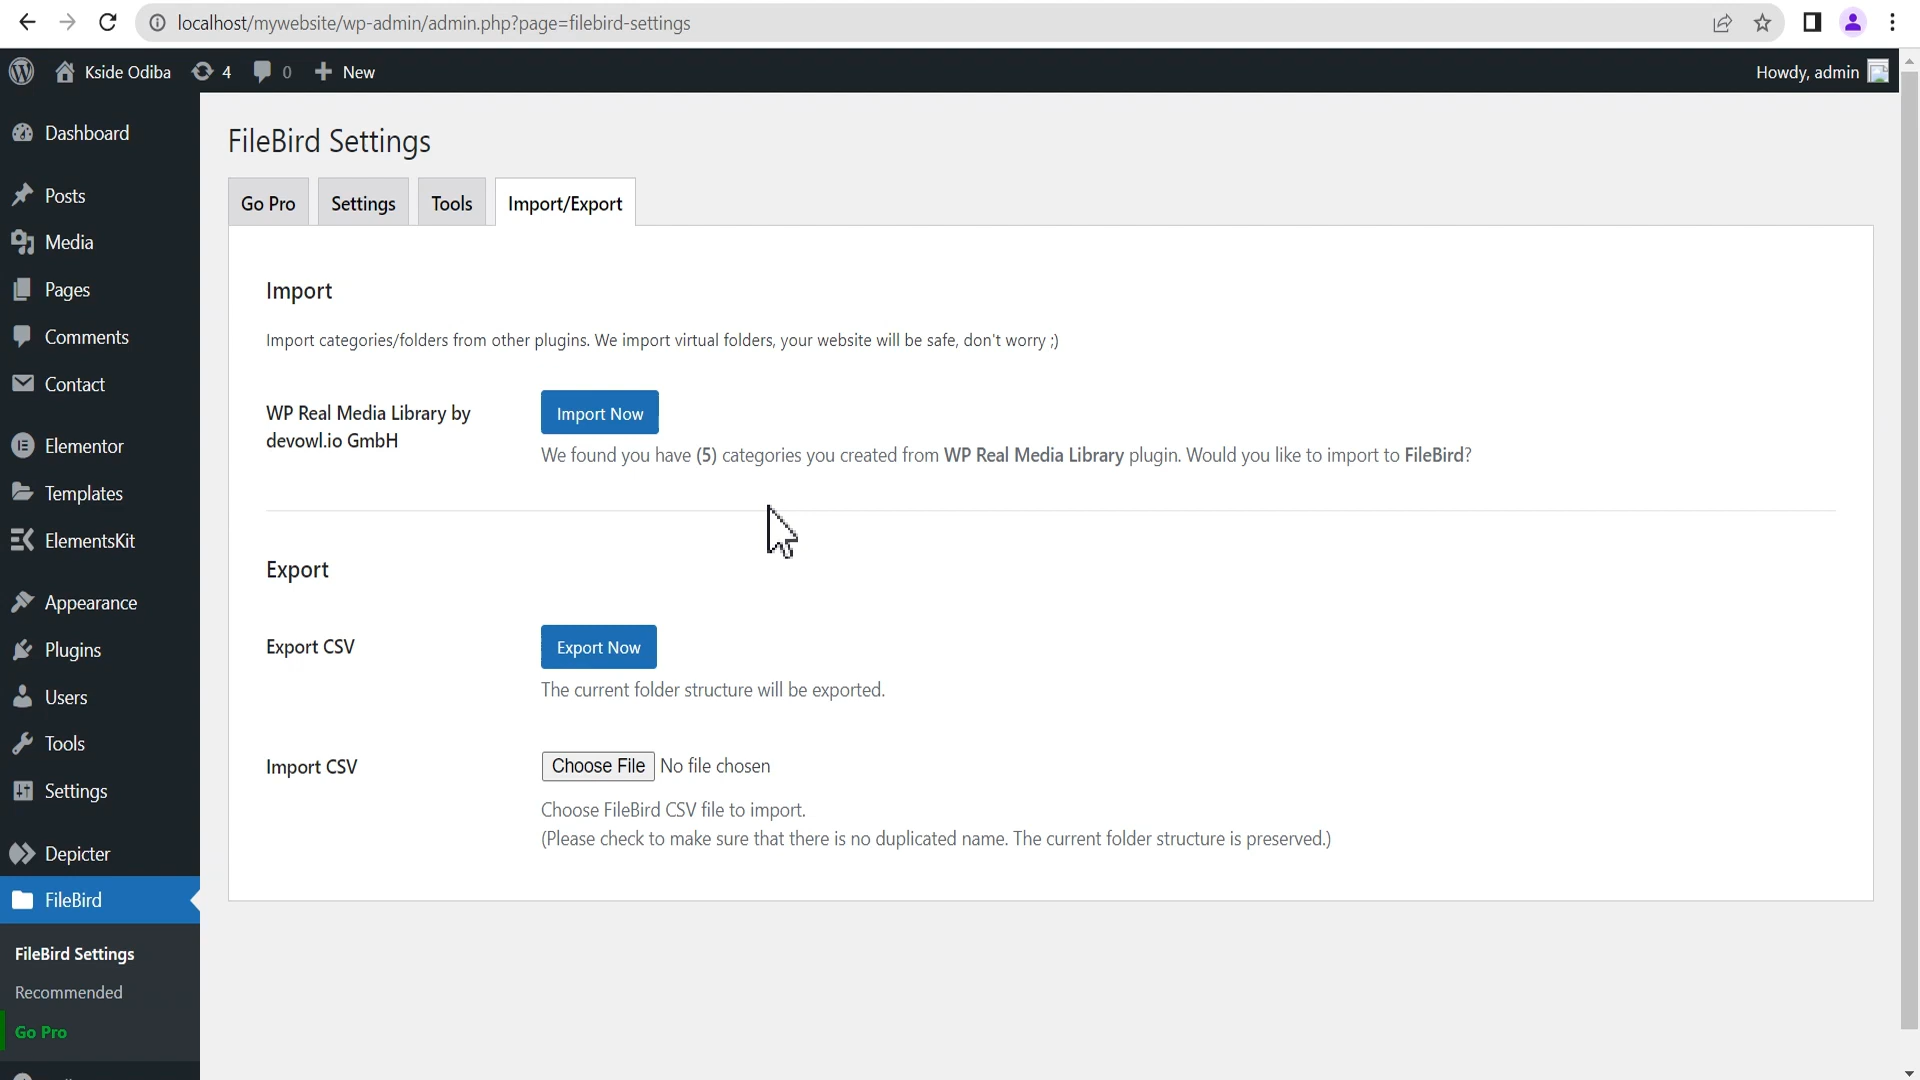 localhost/mywebsite/wp-admin/admin.php?page=filebird-settings
Kside Odiba
4
0
New
Howdy, admin
Dashboard
Posts
Media
Pages
Comments
Contact
Elementor
Templates
ElementsKit
Appearance
Plugins
Users
Tools
Settings
Depicter
FileBird
FileBird Settings
Recommended
Go Pro
FileBird Settings
Go Pro
Settings
Tools
Import/Export
Import
Import categories/folders from other plugins. We import virtual folders, your website will be safe, don't worry ;)
WP Real Media Library by
devowl.io GmbH
Import Now
We found you have (5) categories you created from WP Real Media Library plugin. Would you like to import to FileBird?
Export
Export CSV
Export Now
The current folder structure will be exported.
Import CSV
Choose File No file chosen
Choose FileBird CSV file to import.
(Please check to make sure that there is no duplicated name. The current folder structure is preserved.)